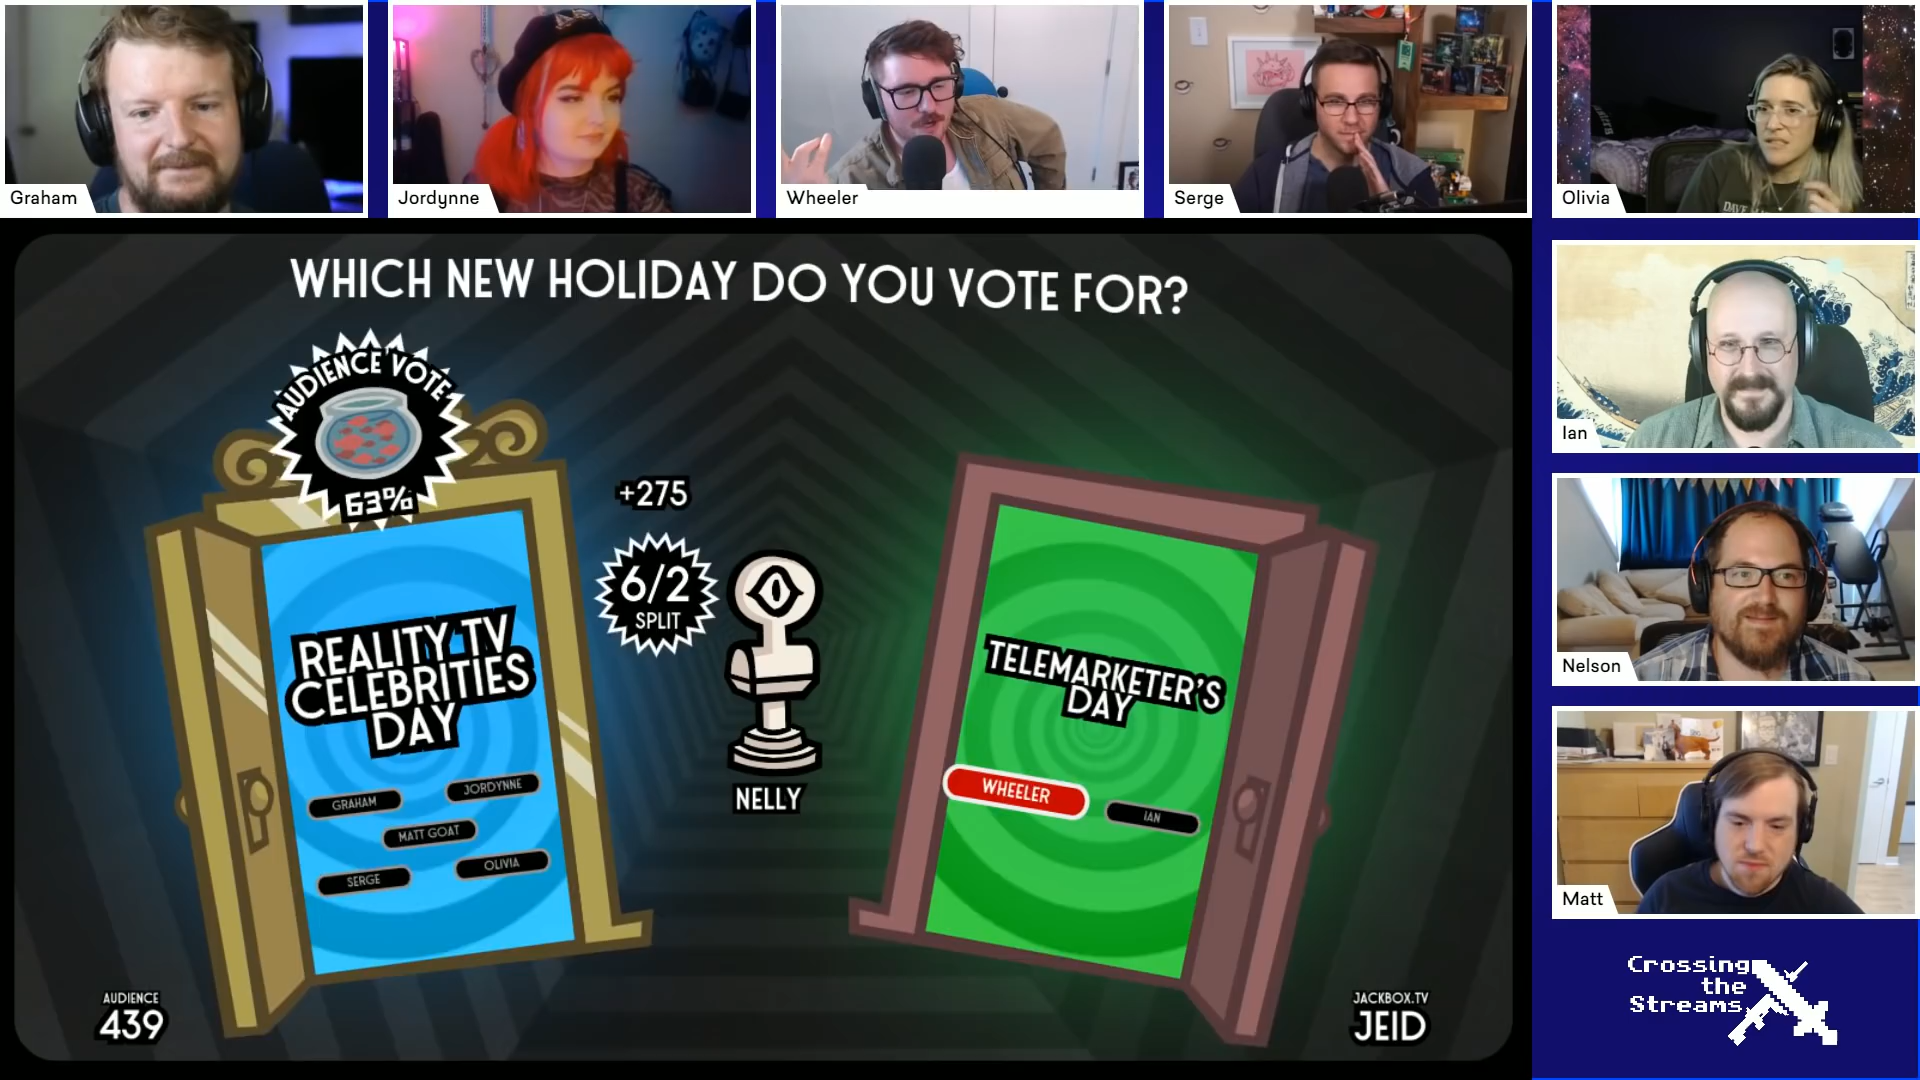 Graham
Jordynne
Wheeler
Serge
Olivia
WHICH NEW HOLIDAY DO YOU VOTE FOR?
AUDIENCE VOTE
63%
+275
6/2
SPLIT
NELLY
REALITY TV
CELEBRITIES
DAY
GRAHAM
JORDYNNE
MATT GOAT
SERGE
OLIVIA
TELEMARKETER'S
DAY
WHEELER
IAN
AUDIENCE
439
JACKBOX.TV
JEID
Ian
Nelson
Matt
Crossing
the
Streams